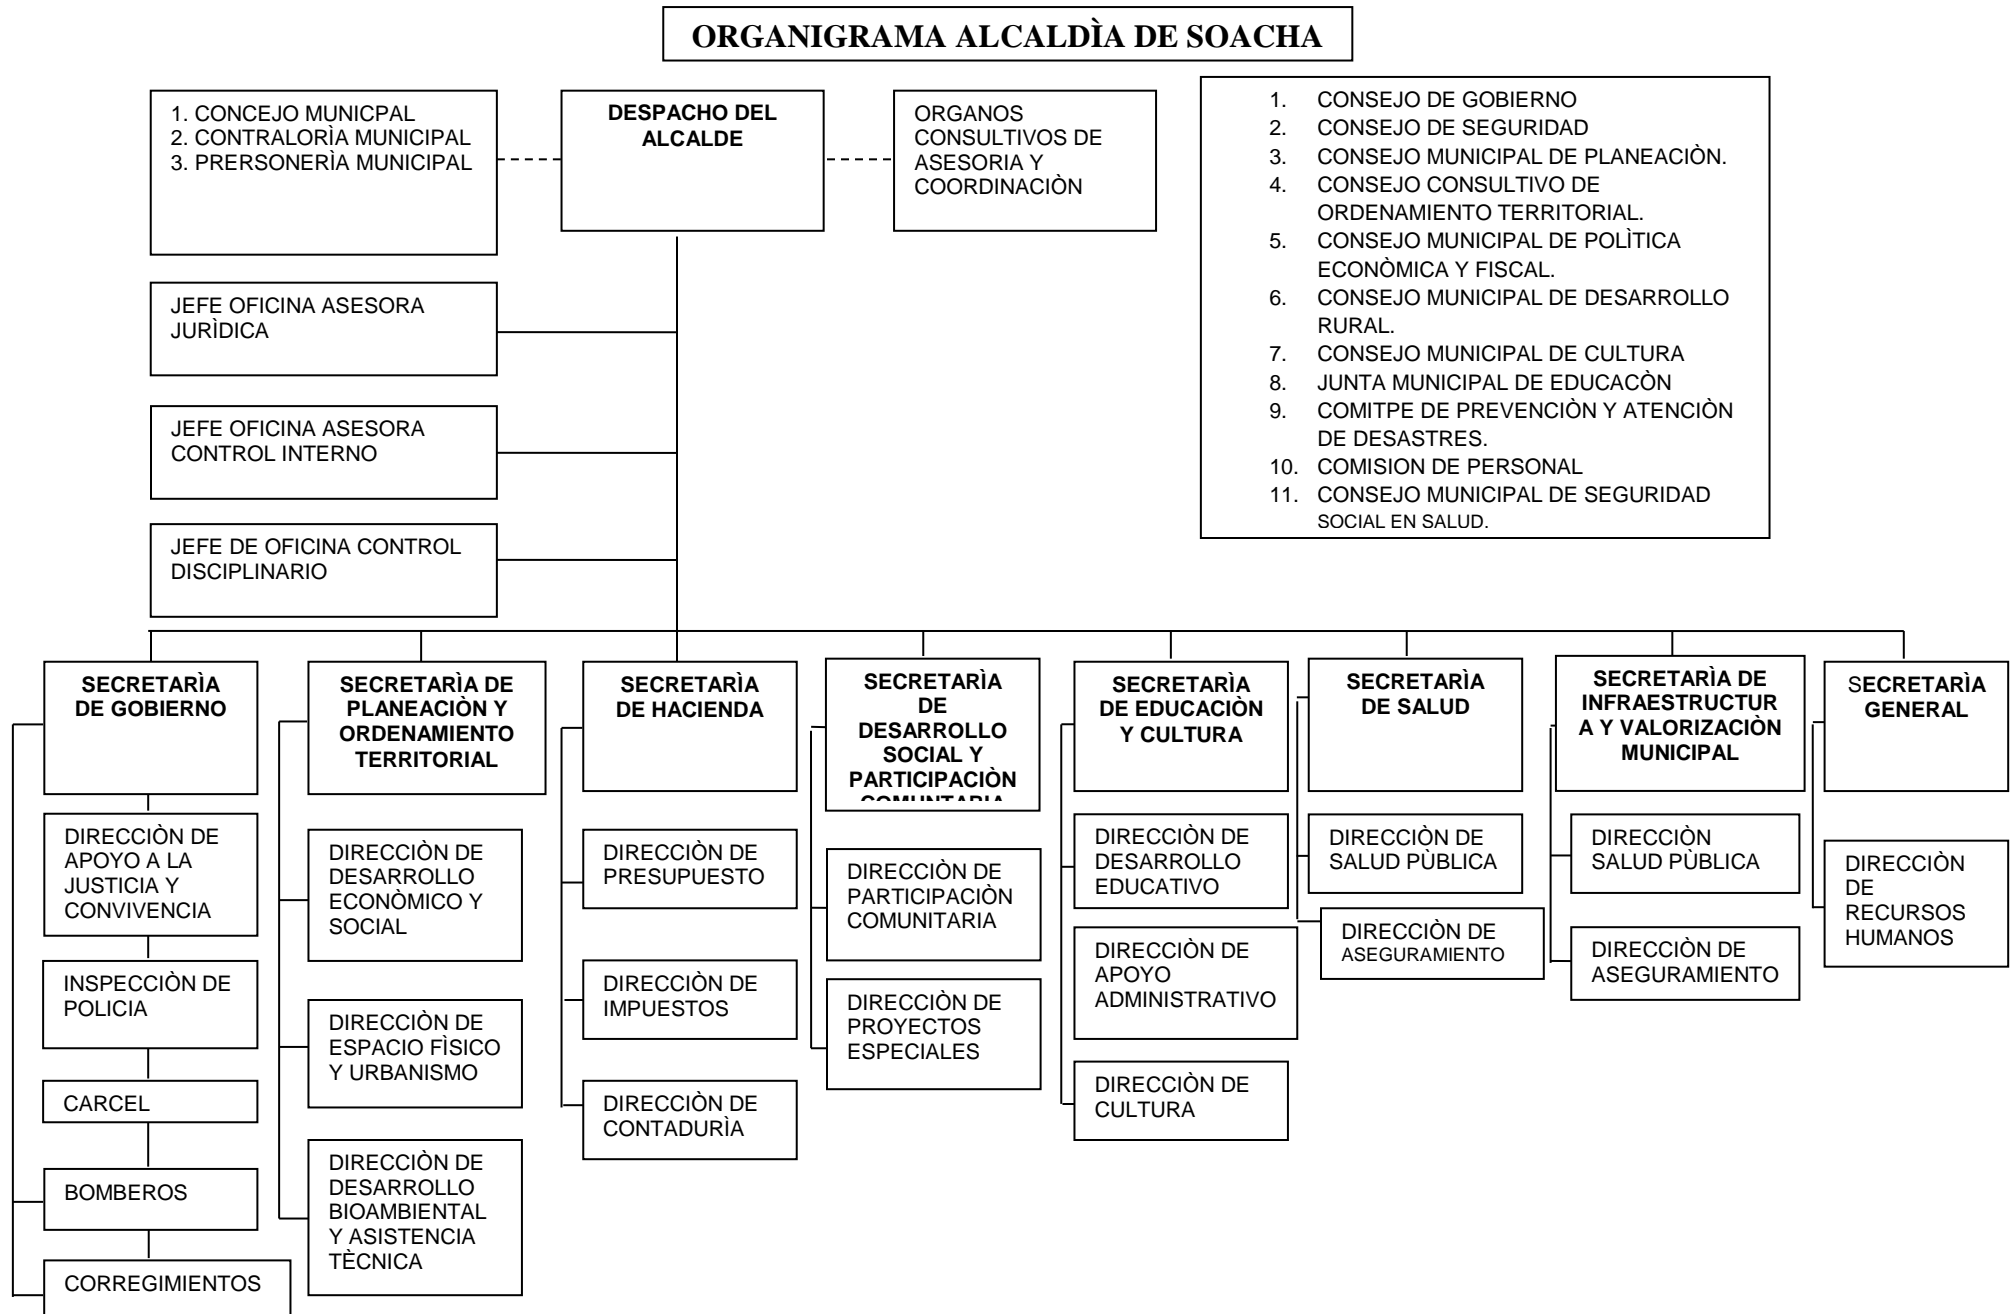 ORGANIGRAMA ALCALDÌA DE SOACHA
1. CONCEJO MUNICPAL
2. CONTRALORÌA MUNICIPAL
3. PRERSONERÌA MUNICIPAL
DESPACHO DEL
ALCALDE
ORGANOS
CONSULTIVOS DE
ASESORIA Y
COORDINACIÒN
1. CONSEJO DE GOBIERNO
2. CONSEJO DE SEGURIDAD
3. CONSEJO MUNICIPAL DE PLANEACIÒN.
4. CONSEJO CONSULTIVO DE
ORDENAMIENTO TERRITORIAL.
5. CONSEJO MUNICIPAL DE POLÌTICA
ECONÒMICA Y FISCAL.
6. CONSEJO MUNICIPAL DE DESARROLLO
RURAL.
7. CONSEJO MUNICIPAL DE CULTURA
8. JUNTA MUNICIPAL DE EDUCACÒN
9. COMITPE DE PREVENCIÒN Y ATENCIÒN
DE DESASTRES.
10. COMISION DE PERSONAL
11. CONSEJO MUNICIPAL DE SEGURIDAD
SOCIAL EN SALUD.
JEFE OFICINA ASESORA
JURÌDICA
JEFE OFICINA ASESORA
CONTROL INTERNO
JEFE DE OFICINA CONTROL
DISCIPLINARIO
SECRETARÌA
DE GOBIERNO
DIRECCIÒN DE
APOYO A LA
JUSTICIA Y
CONVIVENCIA
INSPECCIÒN DE
POLICIA
CARCEL
BOMBEROS
CORREGIMIENTOS
SECRETARÌA DE
PLANEACIÒN Y
ORDENAMIENTO
TERRITORIAL
DIRECCIÒN DE
DESARROLLO
ECONÒMICO Y
SOCIAL
DIRECCIÒN DE
ESPACIO FÌSICO
Y URBANISMO
DIRECCIÒN DE
DESARROLLO
BIOAMBIENTAL
Y ASISTENCIA
TÈCNICA
SECRETARÌA
DE HACIENDA
DIRECCIÒN DE
PRESUPUESTO
DIRECCIÒN DE
IMPUESTOS
DIRECCIÒN DE
CONTADURÌA
SECRETARÌA
DE
DESARROLLO
SOCIAL Y
PARTICIPACIÒN
COMUNTARIA
DIRECCIÒN DE
PARTICIPACIÒN
COMUNITARIA
DIRECCIÒN DE
PROYECTOS
ESPECIALES
SECRETARÌA
DE EDUCACIÒN
Y CULTURA
DIRECCIÒN DE
DESARROLLO
EDUCATIVO
DIRECCIÒN DE
APOYO
ADMINISTRATIVO
DIRECCIÒN DE
CULTURA
SECRETARÌA
DE SALUD
DIRECCIÒN DE
SALUD PÙBLICA
DIRECCIÒN DE
ASEGURAMIENTO
SECRETARÌA DE
INFRAESTRUCTUR
A Y VALORIZACIÒN
MUNICIPAL
DIRECCIÒN
SALUD PÙBLICA
DIRECCIÒN DE
ASEGURAMIENTO
SECRETARÌA
GENERAL
DIRECCIÒN
DE
RECURSOS
HUMANOS